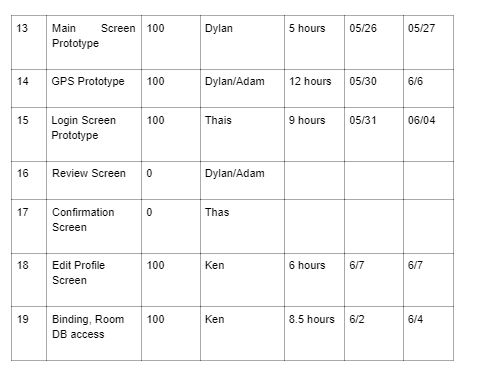 13 Main Screen 100 Dylan 5 hours 05/26 05/27
Prototype
14 GPS Prototype 100 Dylan/Adam 12 hours 05/30 6/6
15 Login Screen 100 Thais 9 hours 05/31 06/04
Prototype
16 Review Screen 0 Dylan/Adam
17 Confirmation 0 Thas
Screen
18 Edit Profile 100 Ken 6 hours 6/7 6/7
Screen
19 Binding, Room 100 Ken 8.5 hours 6/2 6/4
DB access